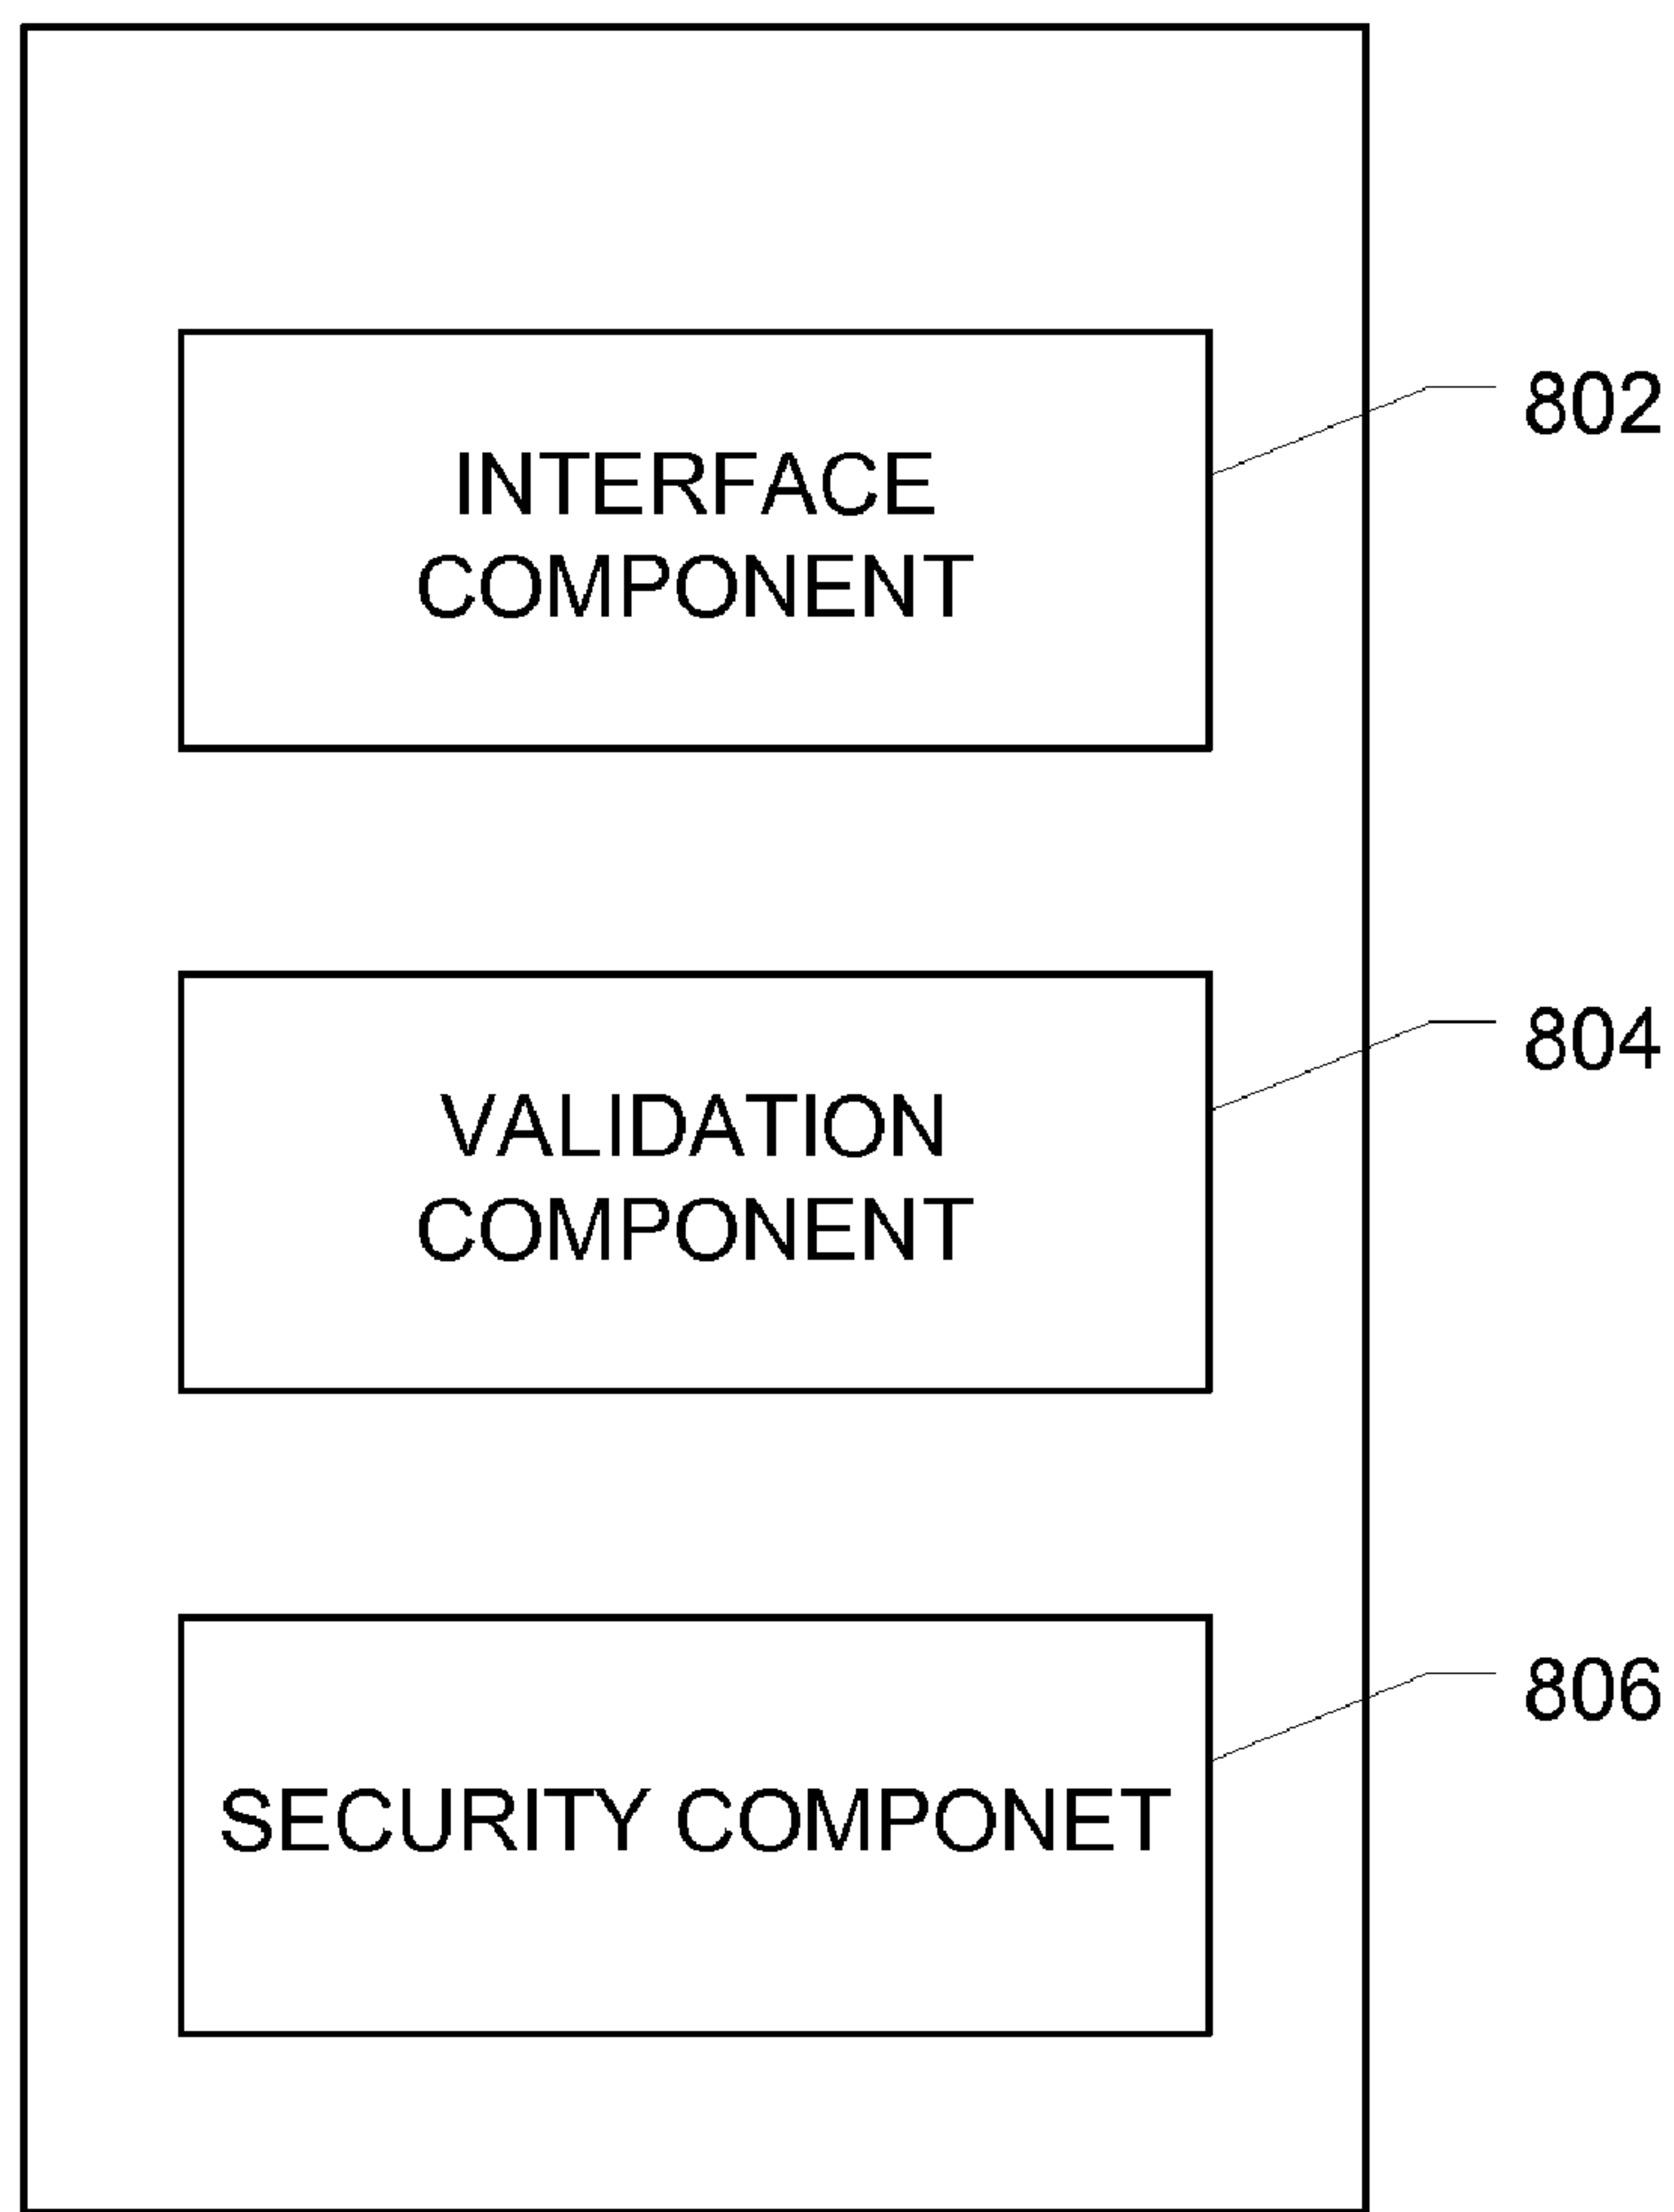 INTERFACE
COMPONENT
802
VALIDATION
COMPONENT
804
SECURITY COMPONET
806